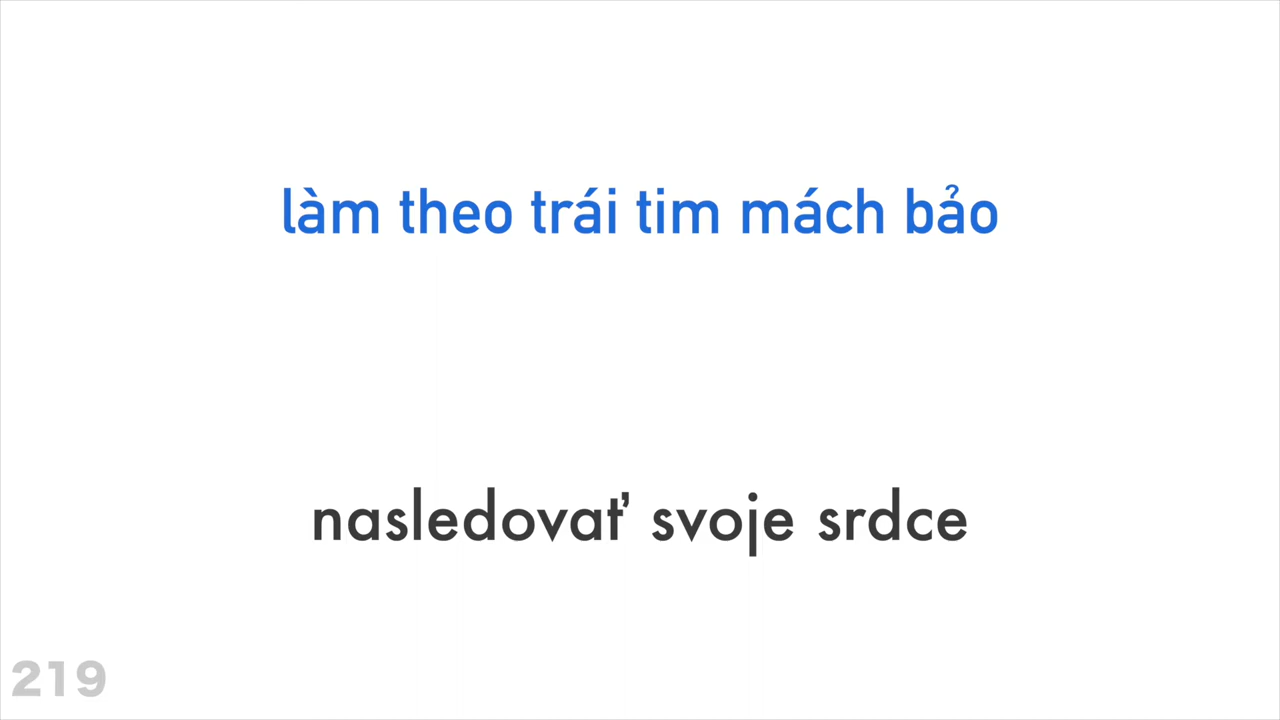 làm theo trái tim mách bảo
nasledovať svoje srdce
219